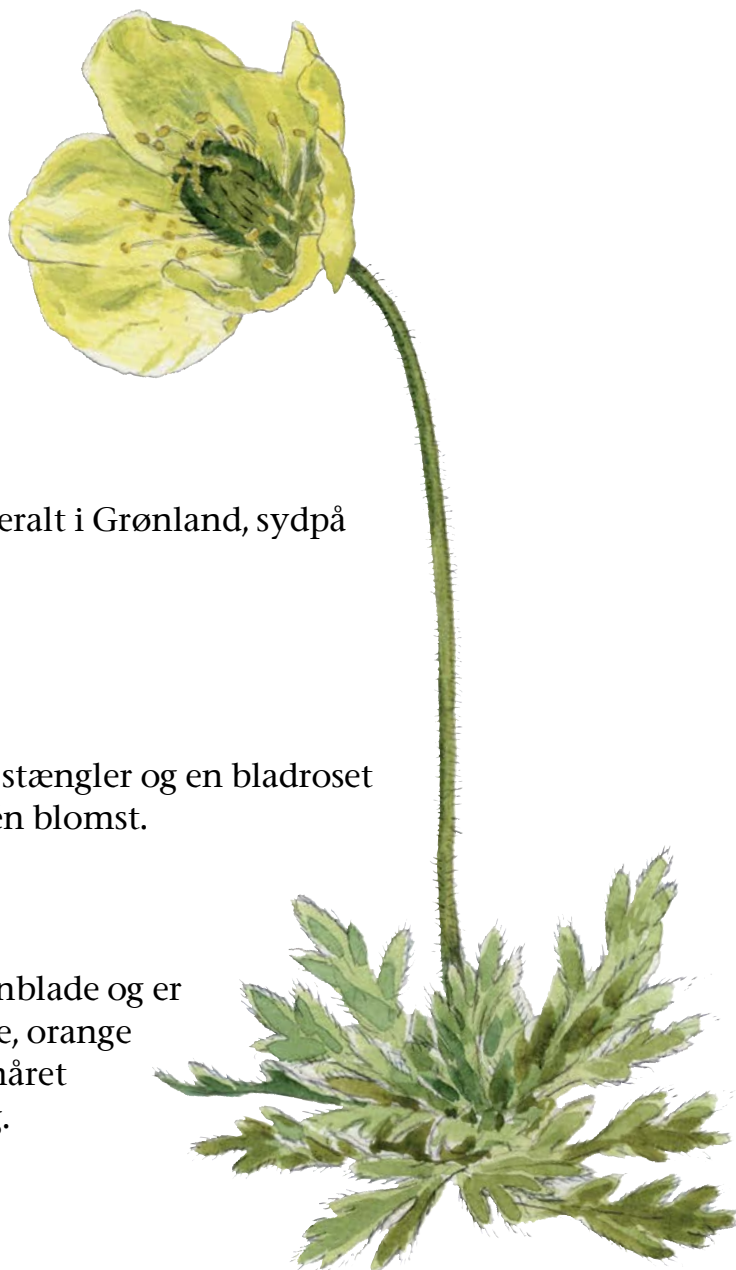 eralt i Grønland, sydpå
stængler og en bladroset
en blomst.
nblade og er
e, orange
håret
g.